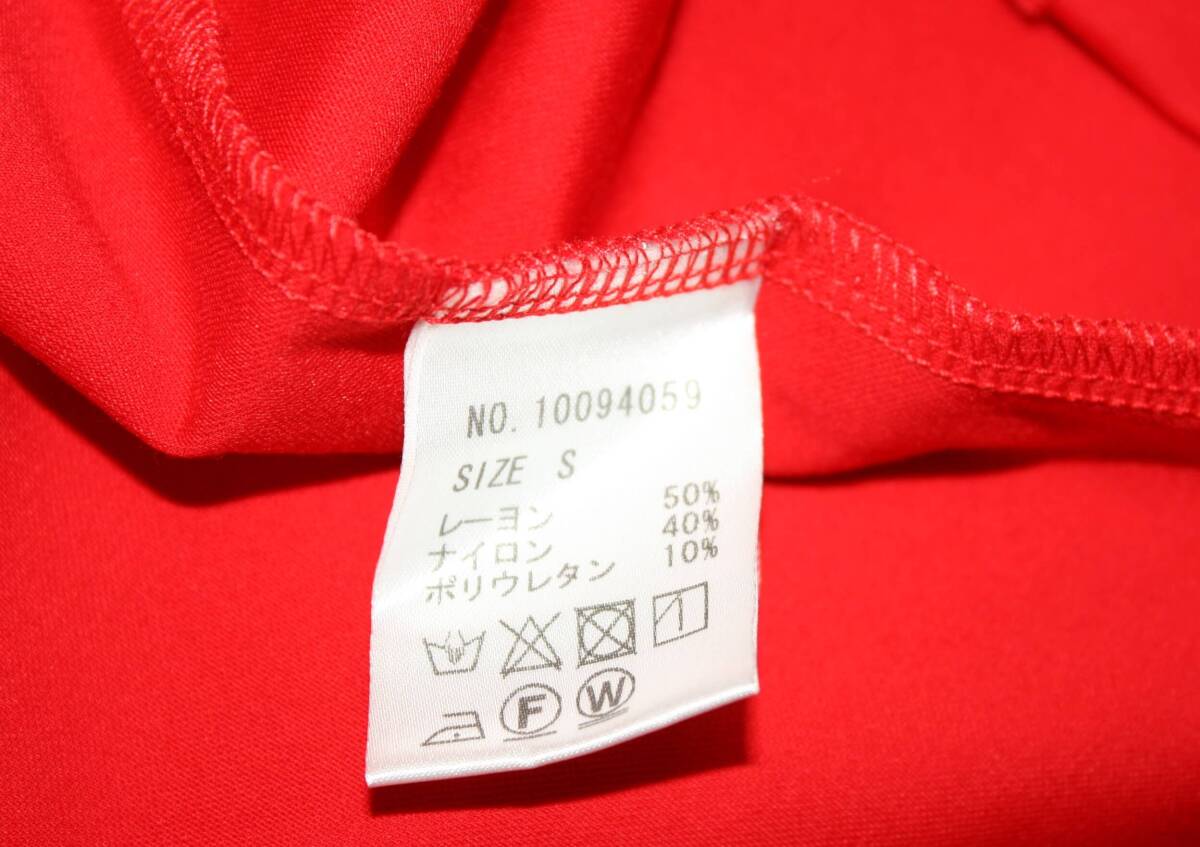 NO. 10094059
SIZE S
レーヨン 50%
ナイロン 40%
ポリウレタン 10%
F W